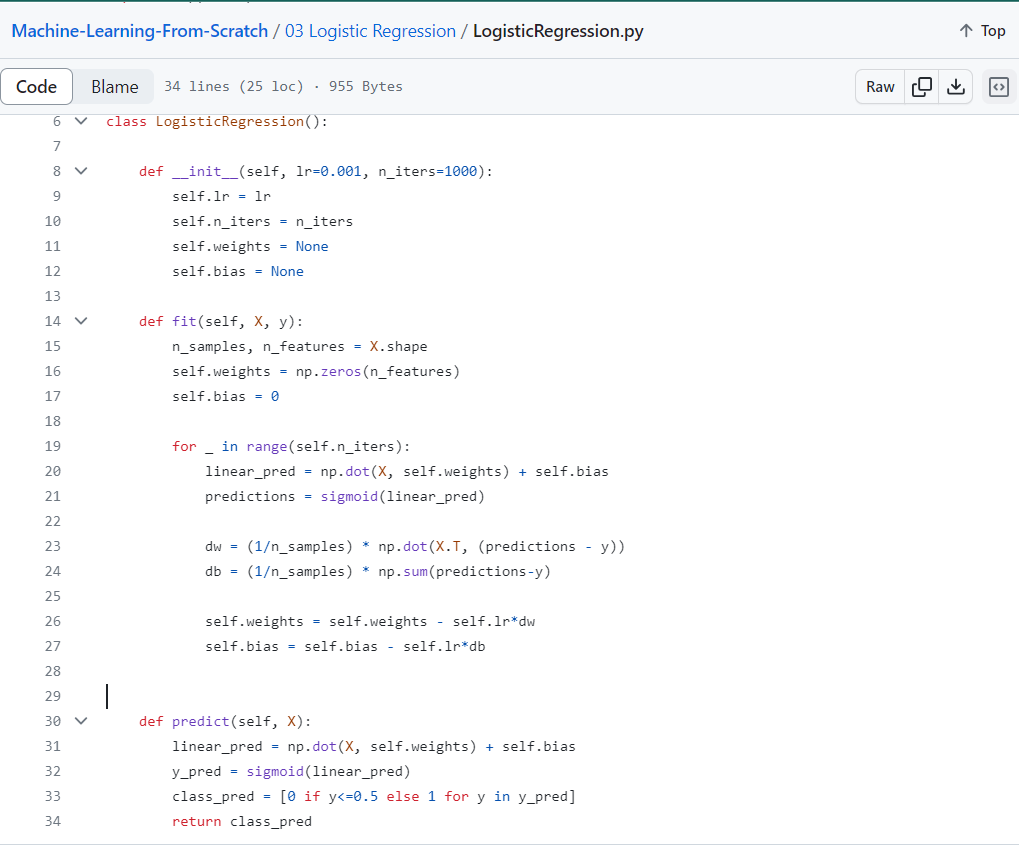 Machine-Learning-From-Scratch / 03 Logistic Regression / LogisticRegression.py Top
Code Blame 34 lines (25 loc) · 955 Bytes Raw
6 class LogisticRegression():
7
8     def __init__(self, lr=0.001, n_iters=1000):
9         self.lr = lr
10         self.n_iters = n_iters
11         self.weights = None
12         self.bias = None
13
14     def fit(self, X, y):
15         n_samples, n_features = X.shape
16         self.weights = np.zeros(n_features)
17         self.bias = 0
18
19         for _ in range(self.n_iters):
20             linear_pred = np.dot(X, self.weights) + self.bias
21             predictions = sigmoid(linear_pred)
22
23             dw = (1/n_samples) * np.dot(X.T, (predictions - y))
24             db = (1/n_samples) * np.sum(predictions-y)
25
26             self.weights = self.weights - self.lr*dw
27             self.bias = self.bias - self.lr*db
28
29
30     def predict(self, X):
31         linear_pred = np.dot(X, self.weights) + self.bias
32         y_pred = sigmoid(linear_pred)
33         class_pred = [0 if y<=0.5 else 1 for y in y_pred]
34         return class_pred